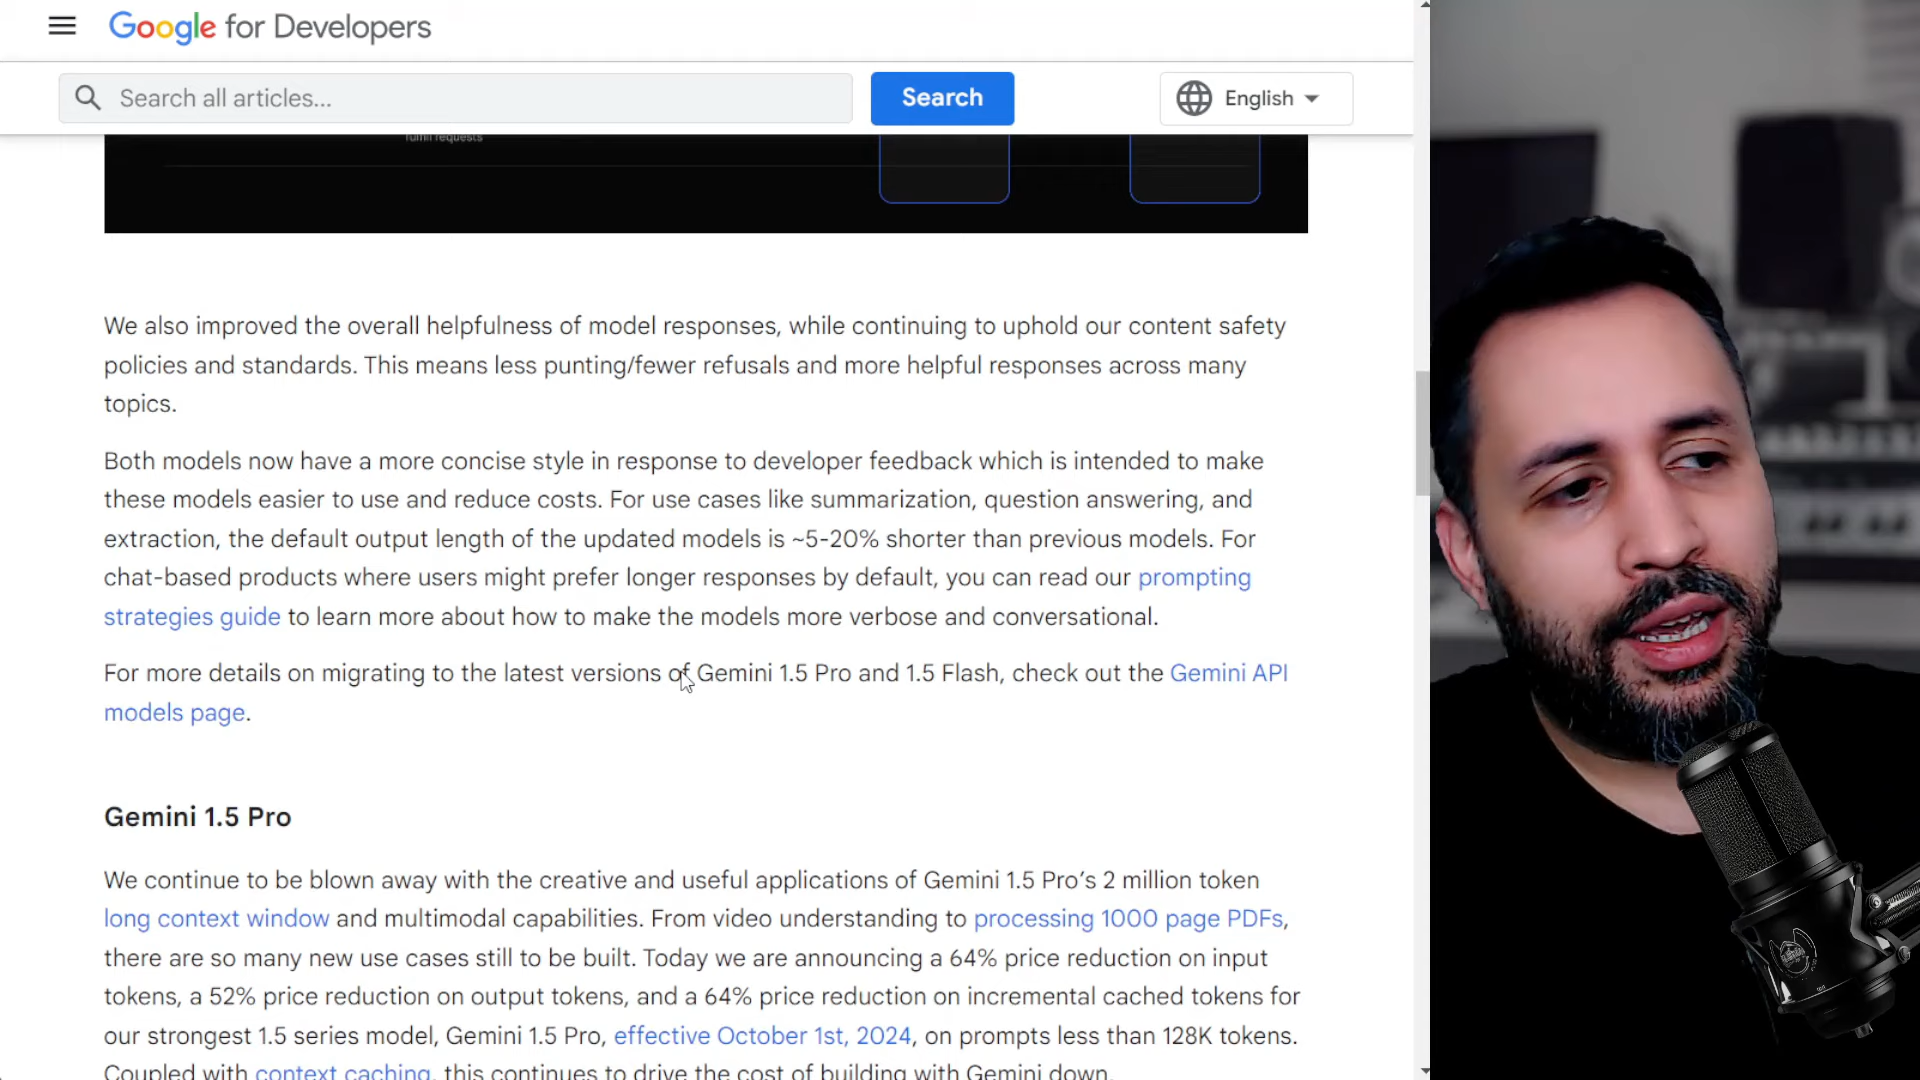 Google for Developers
Search all articles...
Search
English
fulfill requests
We also improved the overall helpfulness of model responses, while continuing to uphold our content safety
policies and standards. This means less punting/fewer refusals and more helpful responses across many
topics.
Both models now have a more concise style in response to developer feedback which is intended to make
these models easier to use and reduce costs. For use cases like summarization, question answering, and
extraction, the default output length of the updated models is ~5-20% shorter than previous models. For
chat-based products where users might prefer longer responses by default, you can read our prompting
strategies guide to learn more about how to make the models more verbose and conversational.
For more details on migrating to the latest versions of Gemini 1.5 Pro and 1.5 Flash, check out the Gemini API
models page.
Gemini 1.5 Pro
We continue to be blown away with the creative and useful applications of Gemini 1.5 Pro’s 2 million token
long context window and multimodal capabilities. From video understanding to processing 1000 page PDFs,
there are so many new use cases still to be built. Today we are announcing a 64% price reduction on input
tokens, a 52% price reduction on output tokens, and a 64% price reduction on incremental cached tokens for
our strongest 1.5 series model, Gemini 1.5 Pro, effective October 1st, 2024, on prompts less than 128K tokens.
Coupled with context caching, this continues to drive the cost of building with Gemini down.